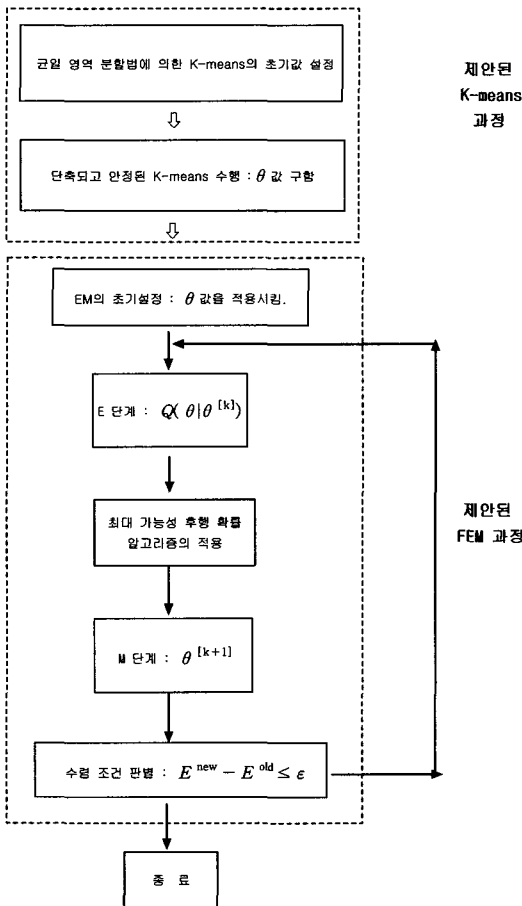 균일 영역 분할법에 의한 K-means의 초기값 설정
제안된
K-means
과정
단축되고 안정된 K-means 수행 : θ 값 구함
EM의 초기설정 : θ 값을 적용시킴.
E 단계 : Q( θ | θ [k])
최대 가능성 후행 확률
알고리즘의 적용
제안된
FEM 과정
M 단계 : θ [k+1]
수렴 조건 판별 : E new − E old ≤ ε
종 료